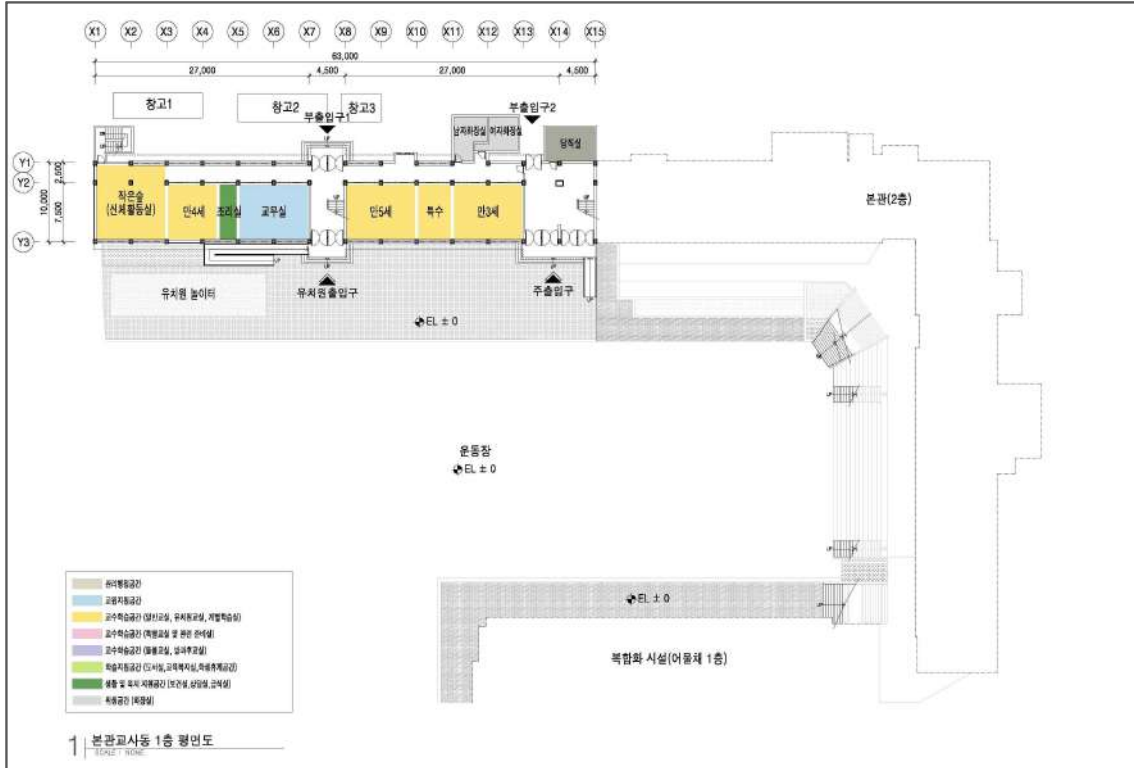 X1 X2 X3 X4 X5 X6 X7 X8 X9 X10 X11 X12 X13 X14 X15
63,000
27,000 4,500 27,000 4,500
창고1 창고2 창고3
부출입구1 부출입구2
남자화장실 여자화장실
당직실
Y1
Y2
Y3
2,500
10,000
7,500
작은숲
(신체활동실)
만4세
조리실
교무실
만5세
특수
만3세
본관(2층)
유치원 놀이터
유치원출입구
주출입구
EL ± 0
운동장
EL ± 0
EL ± 0
복합화 시설(어울채 1층)
관리행정공간
교원지원공간
교수학습공간 (일반교실, 유치원교실, 개별학습실)
교수학습공간 (특별교실 및 관련 준비실)
교수학습공간 (돌봄교실, 방과후교실)
학습지원공간 (도서실,교육복지실,학생휴게공간)
생활 및 복지 지원공간 (보건실,상담실,급식실)
위생공간 (화장실)
1 본관교사동 1층 평면도
SCALE : NONE